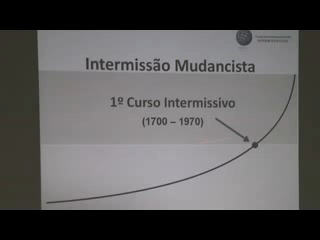 Intermissão Mudancista
1º Curso Intermissivo
(1700 – 1970)